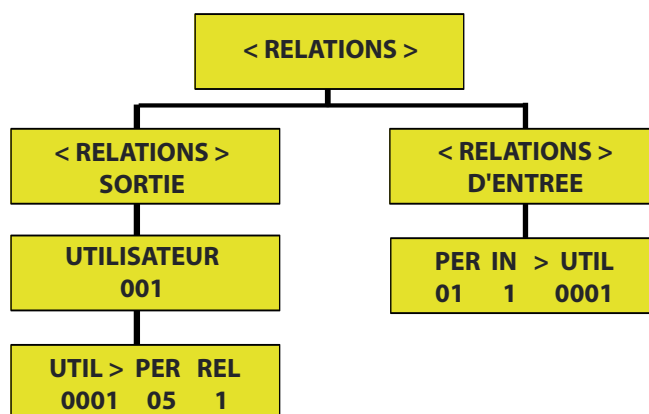 < RELATIONS >
< RELATIONS >
SORTIE
< RELATIONS >
D'ENTREE
UTILISATEUR
001
PER IN > UTIL
01 1 0001
UTIL > PER REL
0001 05 1